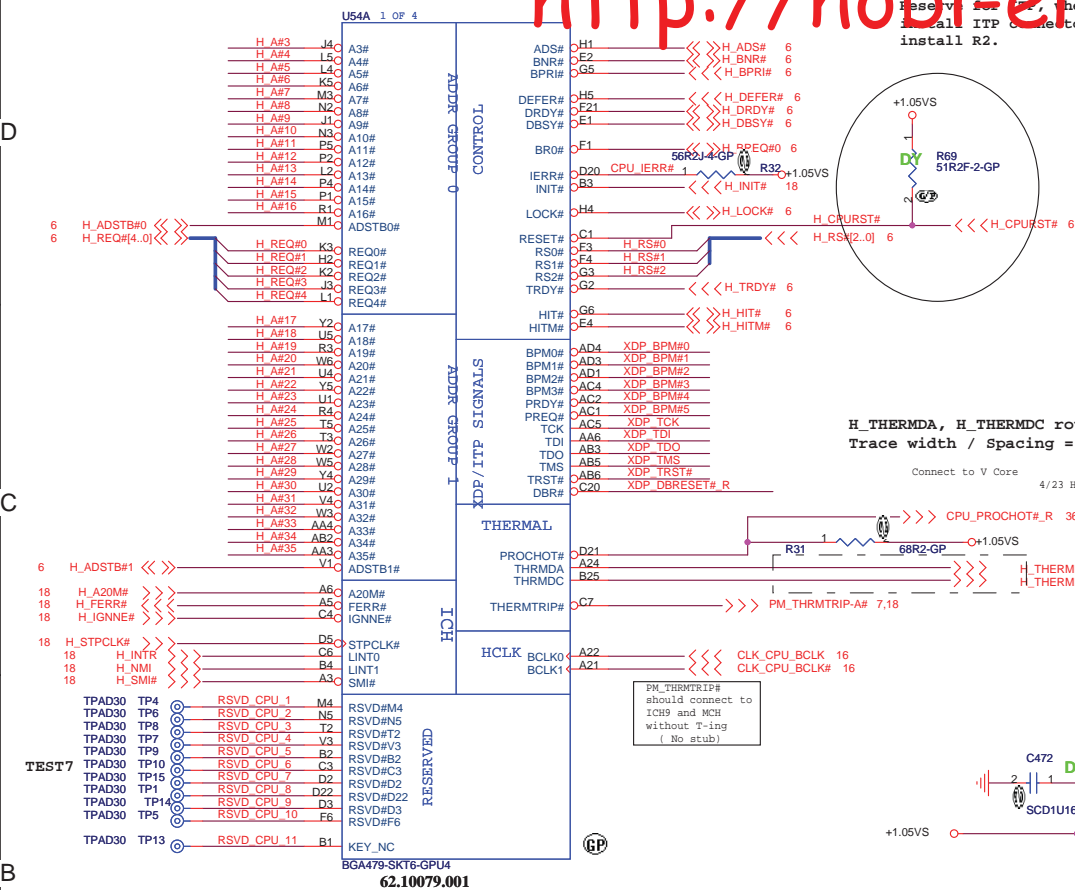 U54A 1 OF 4
http://hobi-el
Reserve for ITP, whe
install ITP connecto
install R2.
D
H_A#3 J4 A3#
H_A#4 L5 A4#
H_A#5 L4 A5#
H_A#6 K5 A6#
H_A#7 M3 A7#
H_A#8 N2 A8#
H_A#9 J1 A9#
H_A#10 N3 A10#
H_A#11 P5 A11#
H_A#12 P2 A12#
H_A#13 L2 A13#
H_A#14 P4 A14#
H_A#15 P1 A15#
H_A#16 R1 A16#
6 H_ADSTB#0 M1 ADSTB0#
6 H_REQ#[4..0]
H_REQ#0 K3 REQ0#
H_REQ#1 H2 REQ1#
H_REQ#2 K2 REQ2#
H_REQ#3 J3 REQ3#
H_REQ#4 L1 REQ4#
ADDR GROUP 0
CONTROL
ADS# H1 H_ADS# 6
BNR# E2 H_BNR# 6
BPRI# G5 H_BPRI# 6
DEFER# H5 H_DEFER# 6
DRDY# F21 H_DRDY# 6
DBSY# E1 H_DBSY# 6
BR0# F1 H_BREQ#0 6
IERR# D20 CPU_IERR# 1 56R2J-4-GP R32 +1.05VS
INIT# B3 H_INIT# 18
LOCK# H4 H_LOCK# 6
RESET# C1 H_CPURST# H_CPURST# 6
RS0# F3 H_RS#0 H_RS#[2..0] 6
RS1# F4 H_RS#1
RS2# G3 H_RS#2
TRDY# G2 H_TRDY# 6
HIT# G6 H_HIT# 6
HITM# E4 H_HITM# 6
+1.05VS
1
DY
R69
51R2F-2-GP
2
GP
H_A#17 Y2 A17#
H_A#18 U5 A18#
H_A#19 R3 A19#
H_A#20 W6 A20#
H_A#21 U4 A21#
H_A#22 Y5 A22#
H_A#23 U1 A23#
H_A#24 R4 A24#
H_A#25 T5 A25#
H_A#26 T3 A26#
H_A#27 W2 A27#
H_A#28 W5 A28#
H_A#29 Y4 A29#
H_A#30 U2 A30#
H_A#31 V4 A31#
H_A#32 W3 A32#
H_A#33 AA4 A33#
H_A#34 AB2 A34#
H_A#35 AA3 A35#
6 H_ADSTB#1 V1 ADSTB1#
ADDR GROUP 1
XDP/ITP SIGNALS
BPM0# AD4 XDP_BPM#0
BPM1# AD3 XDP_BPM#1
BPM2# AD1 XDP_BPM#2
BPM3# AC4 XDP_BPM#3
PRDY# AC2 XDP_BPM#4
PREQ# AC1 XDP_BPM#5
TCK AC5 XDP_TCK
TDI AA6 XDP_TDI
TDO AB3 XDP_TDO
TMS AB5 XDP_TMS
TRST# AB6 XDP_TRST#
DBR# C20 XDP_DBRESET#_R
H_THERMDA, H_THERMDC ro
Trace width / Spacing =
Connect to V Core
4/23 H
C
THERMAL
PROCHOT# D21 CPU_PROCHOT#_R 36
R31 1 68R2-GP +1.05VS
THRMDA A24 H_THERM
THRMDC B25 H_THERM
THERMTRIP# C7 PM_THRMTRIP-A# 7,18
18 H_A20M# A6 A20M#
18 H_FERR# A5 FERR#
18 H_IGNNE# C4 IGNNE#
18 H_STPCLK# D5 STPCLK#
18 H_INTR C6 LINT0
18 H_NMI B4 LINT1
18 H_SMI# A3 SMI#
ICH
HCLK
BCLK0 A22 CLK_CPU_BCLK 16
BCLK1 A21 CLK_CPU_BCLK# 16
PM_THRMTRIP#
should connect to
ICH9 and MCH
without T-ing
( No stub)
TPAD30 TP4 RSVD_CPU_1 M4 RSVD#M4
TPAD30 TP6 RSVD_CPU_2 N5 RSVD#N5
TPAD30 TP8 RSVD_CPU_3 T2 RSVD#T2
TPAD30 TP7 RSVD_CPU_4 V3 RSVD#V3
TPAD30 TP9 RSVD_CPU_5 B2 RSVD#B2
TEST7 TPAD30 TP10 RSVD_CPU_6 C3 RSVD#C3
TPAD30 TP15 RSVD_CPU_7 D2 RSVD#D2
TPAD30 TP1 RSVD_CPU_8 D22 RSVD#D22
TPAD30 TP14 RSVD_CPU_9 D3 RSVD#D3
TPAD30 TP5 RSVD_CPU_10 F6 RSVD#F6
TPAD30 TP13 RSVD_CPU_11 B1 KEY_NC
RESERVED
GP
C472
D
2 1
SCD1U16
+1.05VS
B
BGA479-SKT6-GPU4
62.10079.001